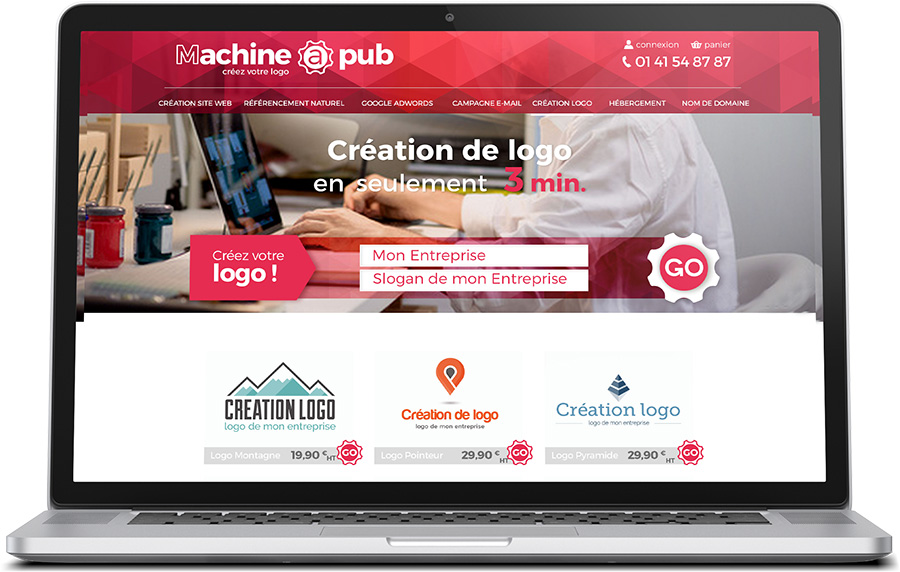 Machine a pub
créez votre logo
connexion panier
01 41 54 87 87
CRÉATION SITE WEB RÉFÉRENCEMENT NATUREL GOOGLE ADWORDS CAMPAGNE E-MAIL CRÉATION LOGO HÉBERGEMENT NOM DE DOMAINE
Création de logo
en seulement 3 min.
Créez votre
logo !
Mon Entreprise
Slogan de mon Entreprise
GO
CREATION LOGO
logo de mon entreprise
Logo Montagne 19,90 € HT GO
Création de logo
logo de mon entreprise
Logo Pointeur 29,90 € HT GO
Création logo
logo de mon entreprise
Logo Pyramide 29,90 € HT GO